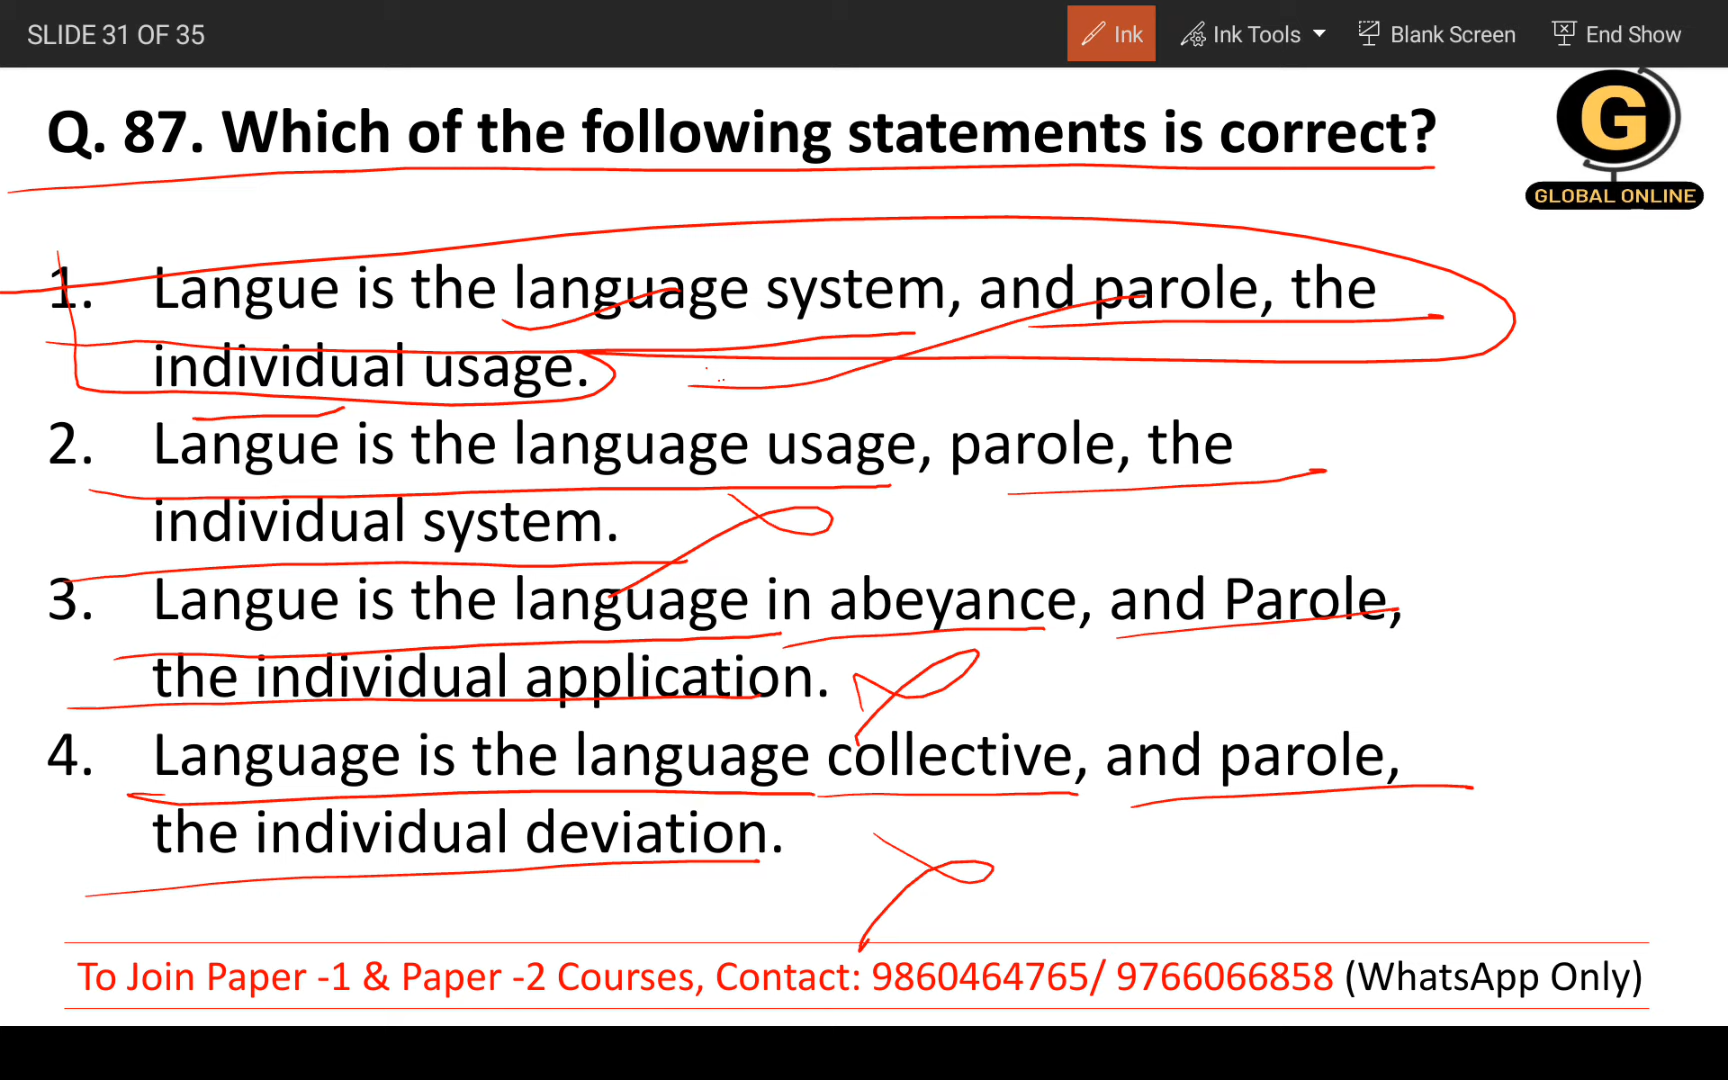 SLIDE 31 OF 35
Ink
Ink Tools
Blank Screen
End Show
Q. 87. Which of the following statements is correct?
G
GLOBAL ONLINE
1. Langue is the language system, and parole, the
individual usage.
2. Langue is the language usage, parole, the
individual system.
3. Langue is the language in abeyance, and Parole,
the individual application.
4. Language is the language collective, and parole,
the individual deviation.
To Join Paper -1 & Paper -2 Courses, Contact: 9860464765/ 9766066858 (WhatsApp Only)